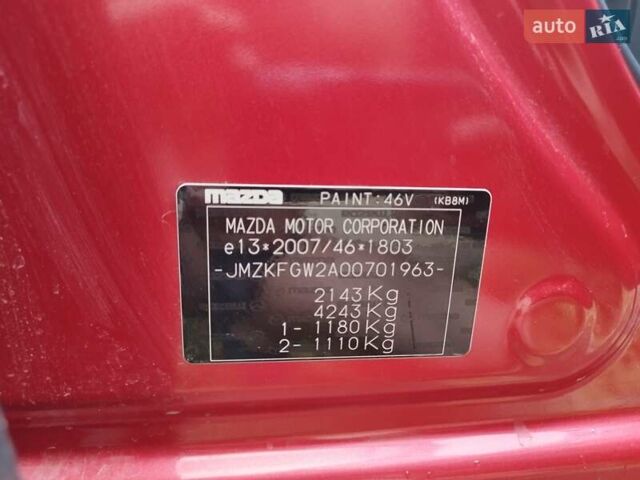 auto RIA.com
mazda PAINT:46V (KB8M)
MAZDA MOTOR CORPORATION
e13*2007/46*1803
-JMZKFGW2A00701963-
2143Kg
4243Kg
1- 1180Kg
2- 1110Kg